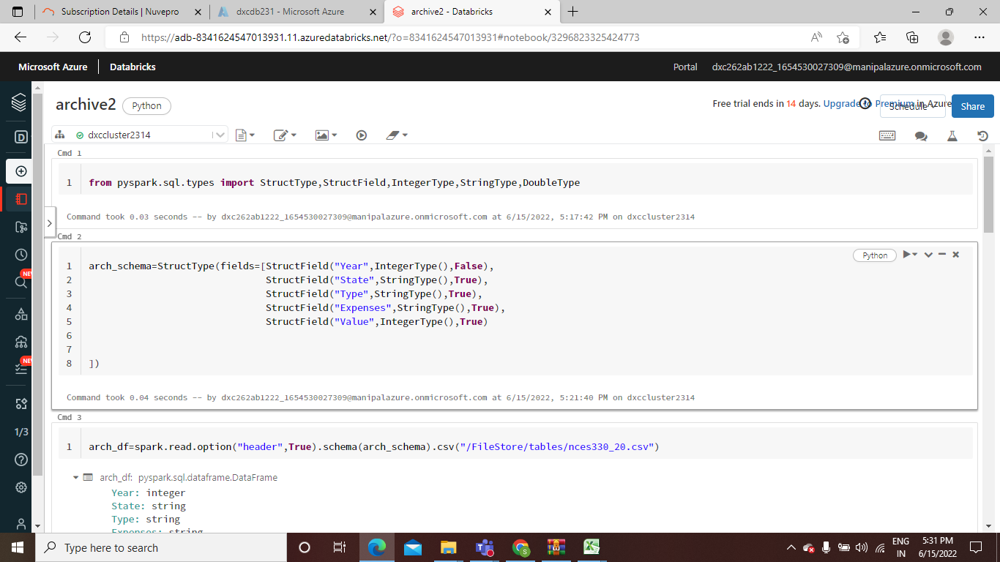 Subscription Details | Nuvepro
dxcdb231 - Microsoft Azure
archive2 - Databricks
https://adb-8341624547013931.11.azuredatabricks.net/?o=8341624547013931#notebook/3296823325424773
Microsoft Azure
Databricks
Portal
dxc262ab1222_1654530027309@manipalazure.onmicrosoft.com
archive2
Python
Free trial ends in 14 days. Upgrade to Premium in Azure
Schedule
Share
dxccluster2314
Cmd 1
1 from pyspark.sql.types import StructType,StructField,IntegerType,StringType,DoubleType
Command took 0.03 seconds -- by dxc262ab1222_1654530027309@manipalazure.onmicrosoft.com at 6/15/2022, 5:17:42 PM on dxccluster2314
Cmd 2
Python
1 arch_schema=StructType(fields=[StructField("Year",IntegerType(),False),
2 StructField("State",StringType(),True),
3 StructField("Type",StringType(),True),
4 StructField("Expenses",StringType(),True),
5 StructField("Value",IntegerType(),True)
6
7
8 ])
Command took 0.04 seconds -- by dxc262ab1222_1654530027309@manipalazure.onmicrosoft.com at 6/15/2022, 5:21:40 PM on dxccluster2314
Cmd 3
1 arch_df=spark.read.option("header",True).schema(arch_schema).csv("/FileStore/tables/nces330_20.csv")
arch_df: pyspark.sql.dataframe.DataFrame
Year: integer
State: string
Type: string
Expenses: string
D
NEW
NEW
1/3
Type here to search
ENG
IN
5:31 PM
6/15/2022